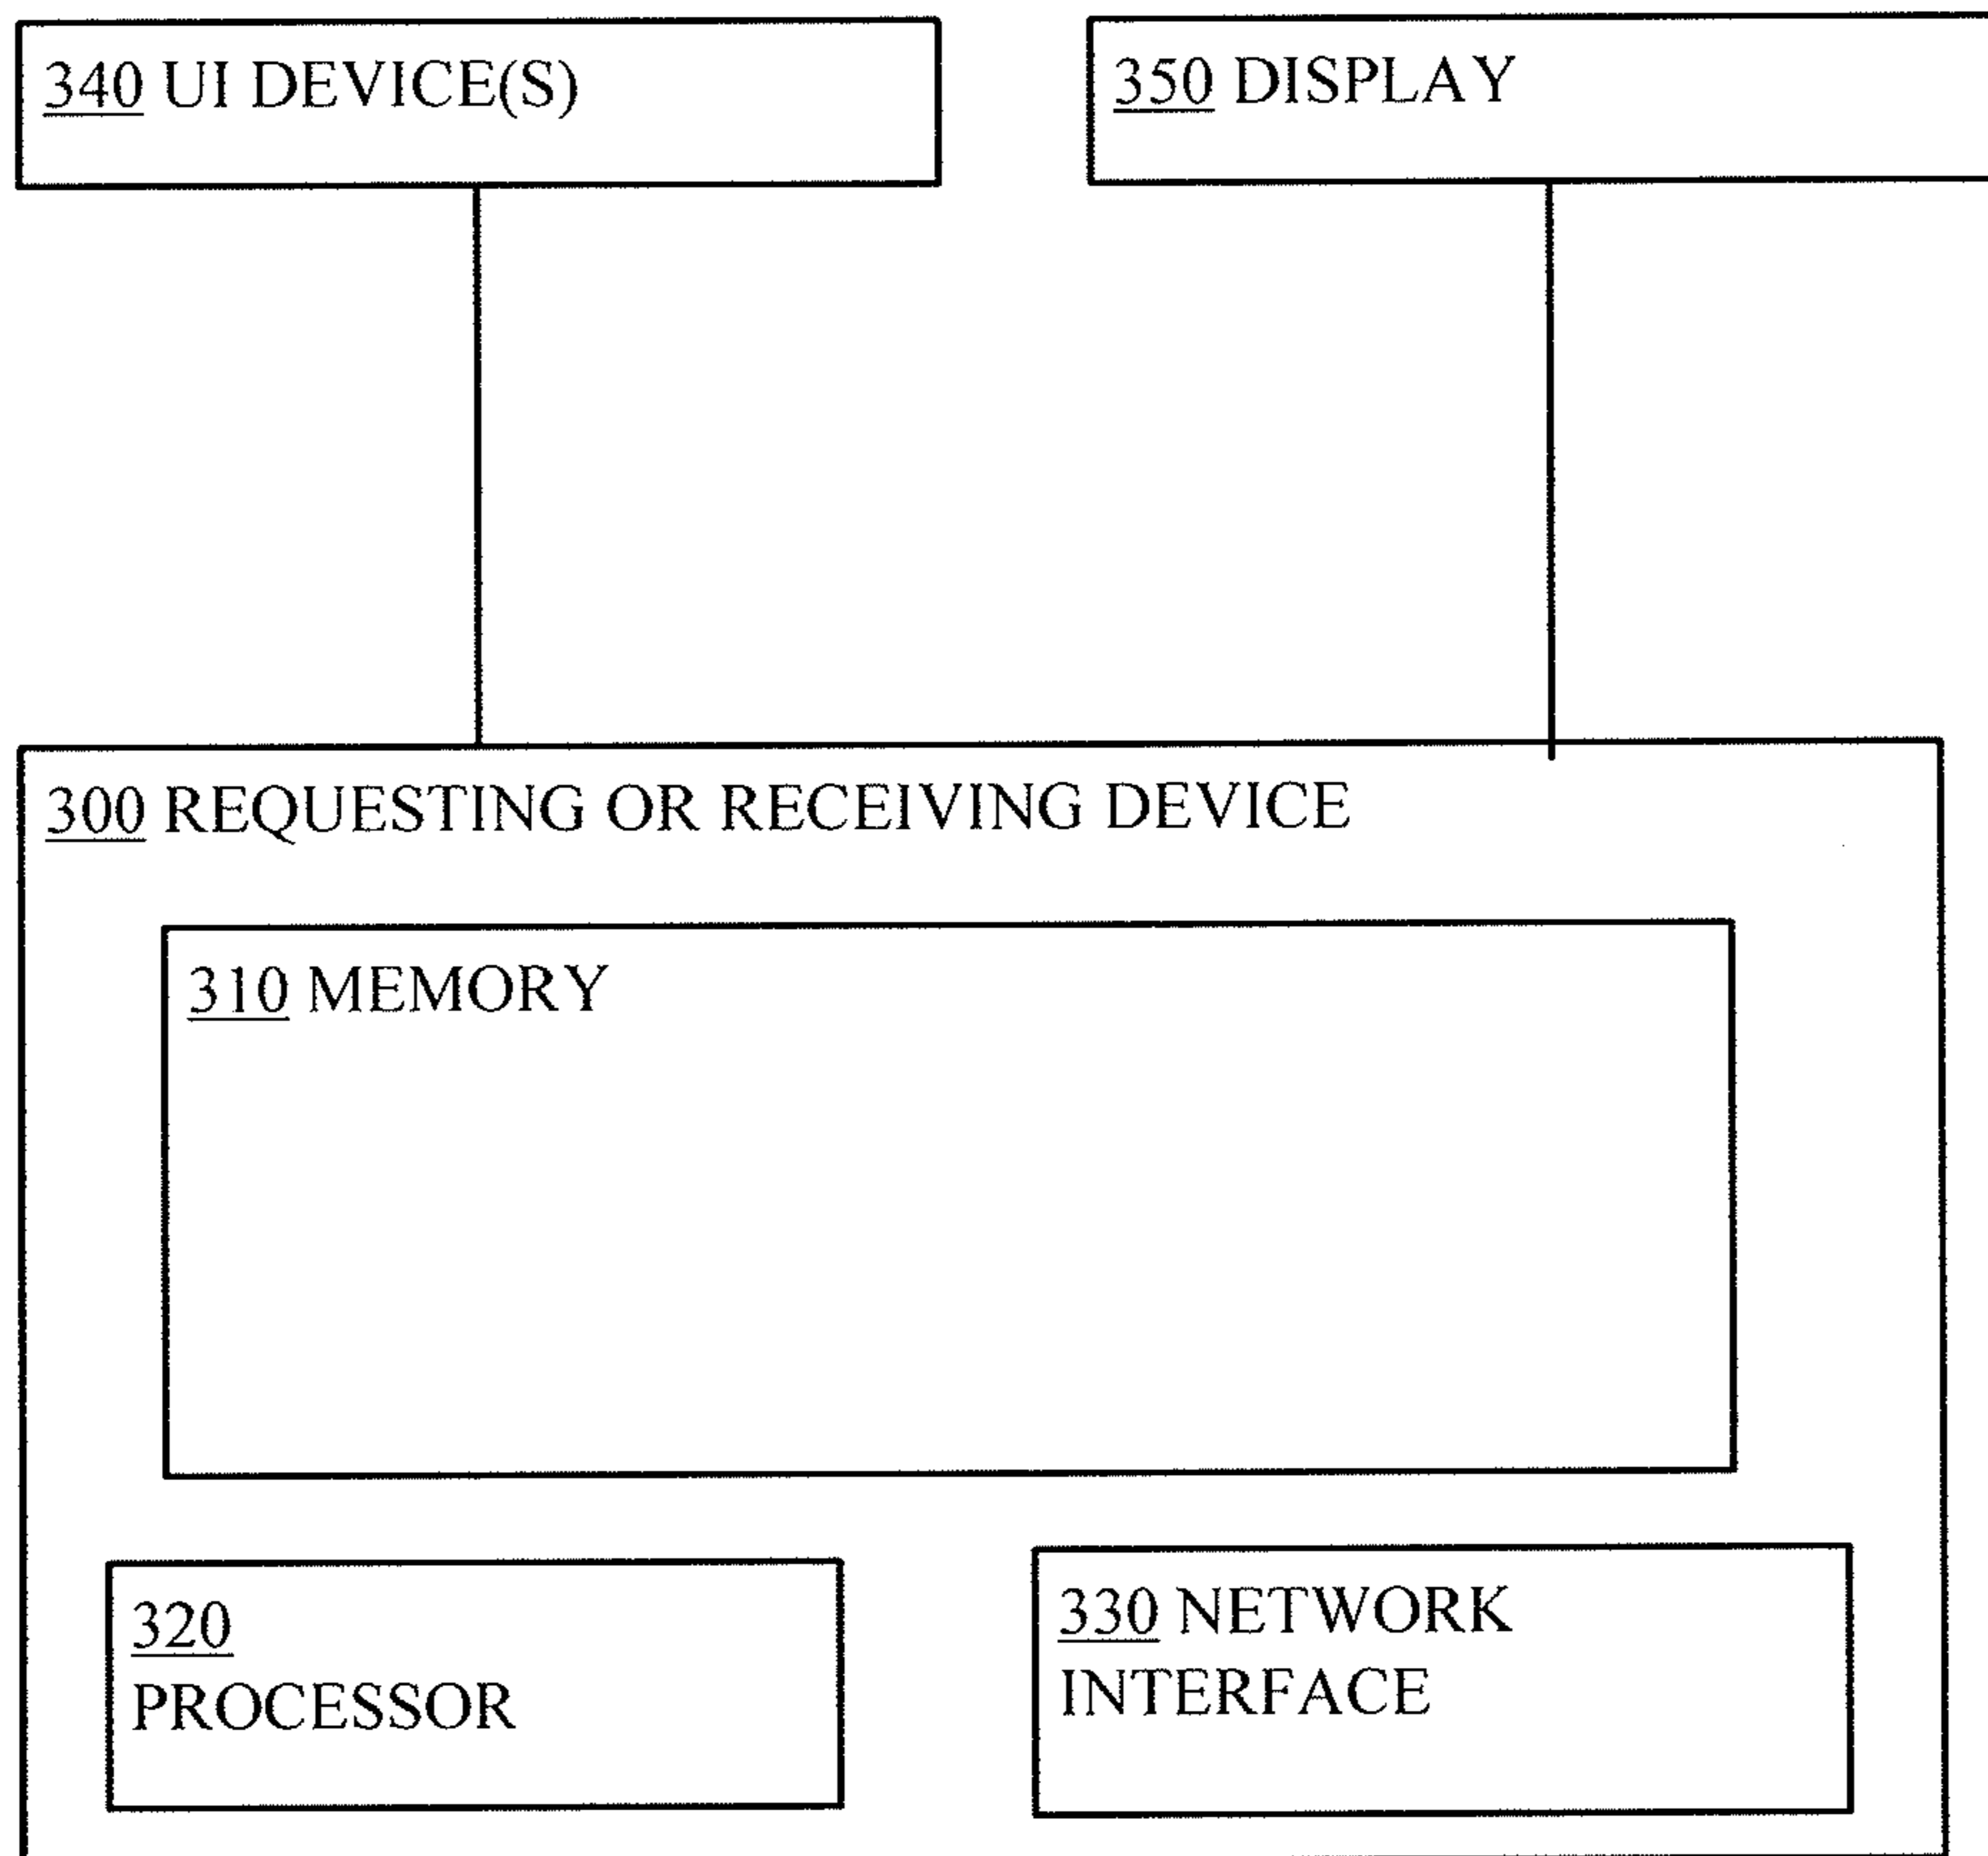 340 UI DEVICE(S)
350 DISPLAY
300 REQUESTING OR RECEIVING DEVICE
310 MEMORY
320
PROCESSOR
330 NETWORK
INTERFACE